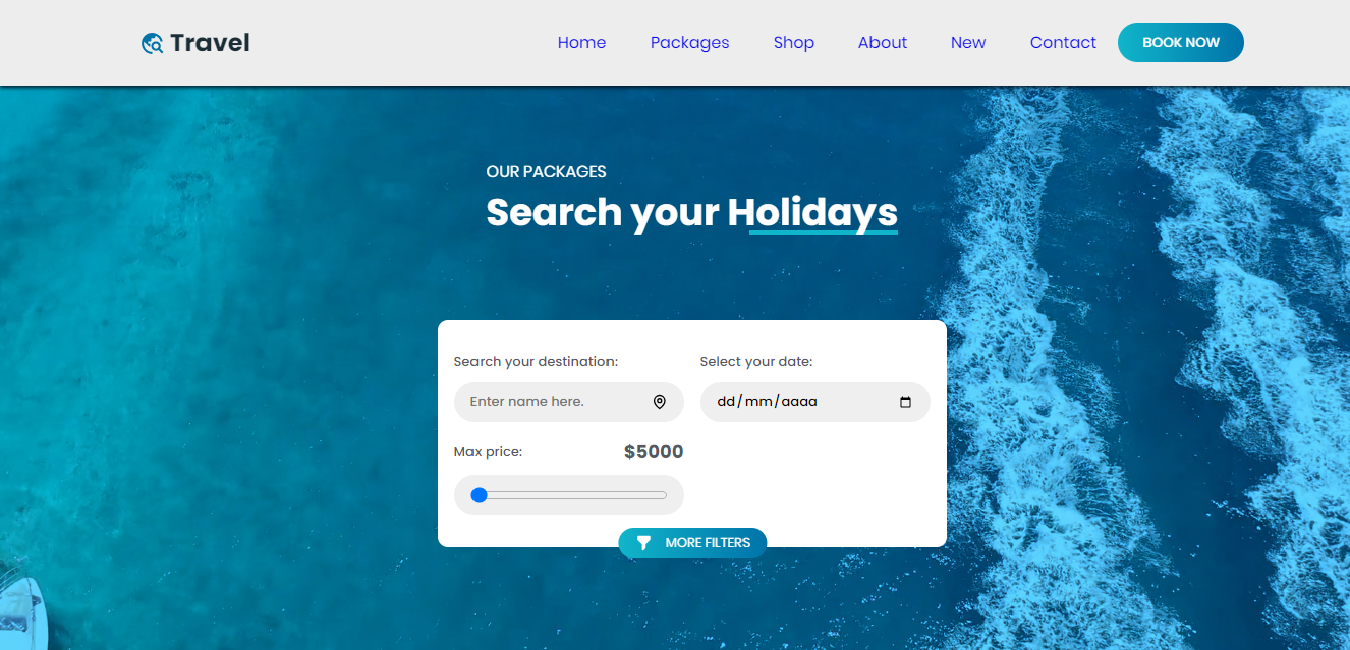 Travel
Home Packages Shop About New Contact BOOK NOW
OUR PACKAGES
Search your Holidays
Search your destination: Select your date:
Enter name here. dd/mm/aaaa
Max price: $5000
MORE FILTERS